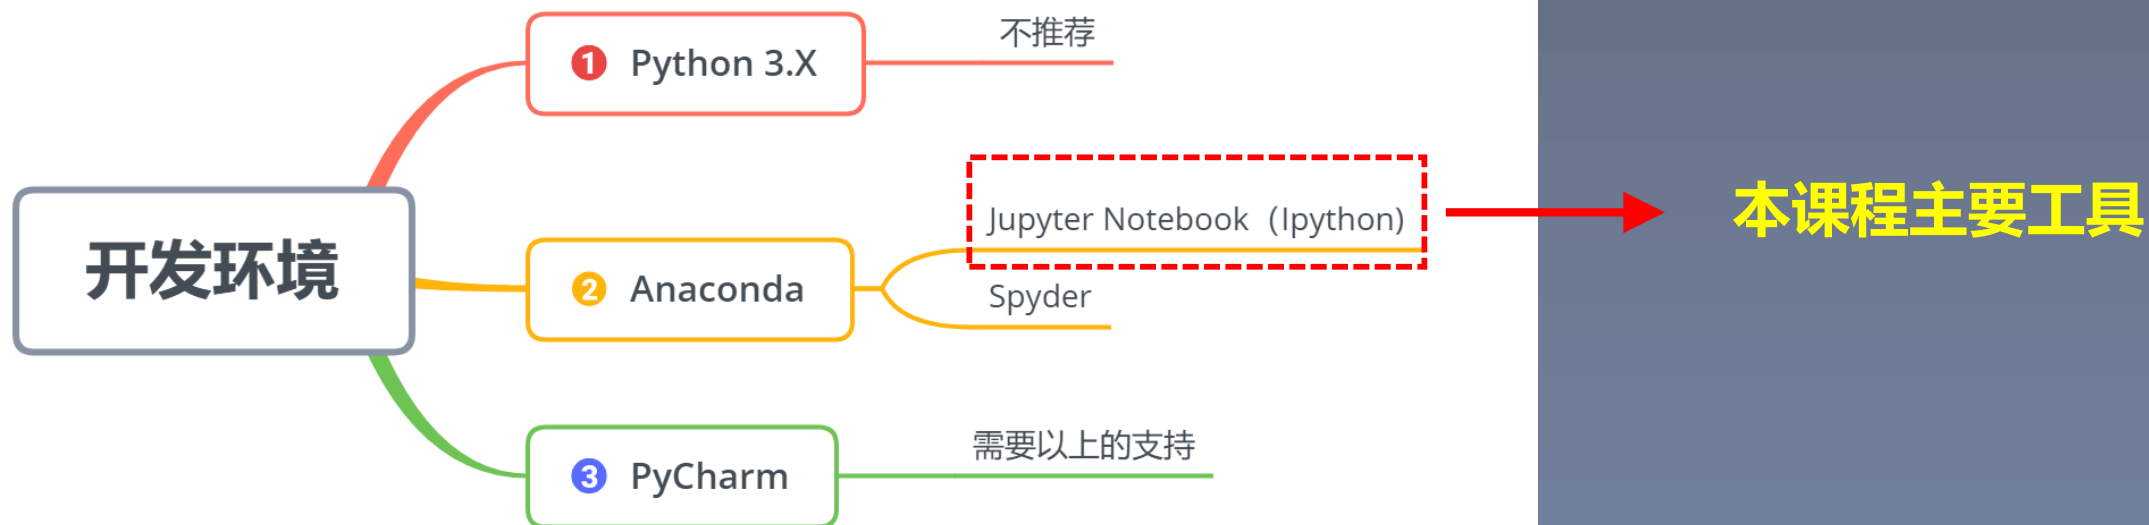 不推荐
1 Python 3.X
Jupyter Notebook（Ipython)
本课程主要工具
开发环境
2 Anaconda
Spyder
需要以上的支持
3 PyCharm